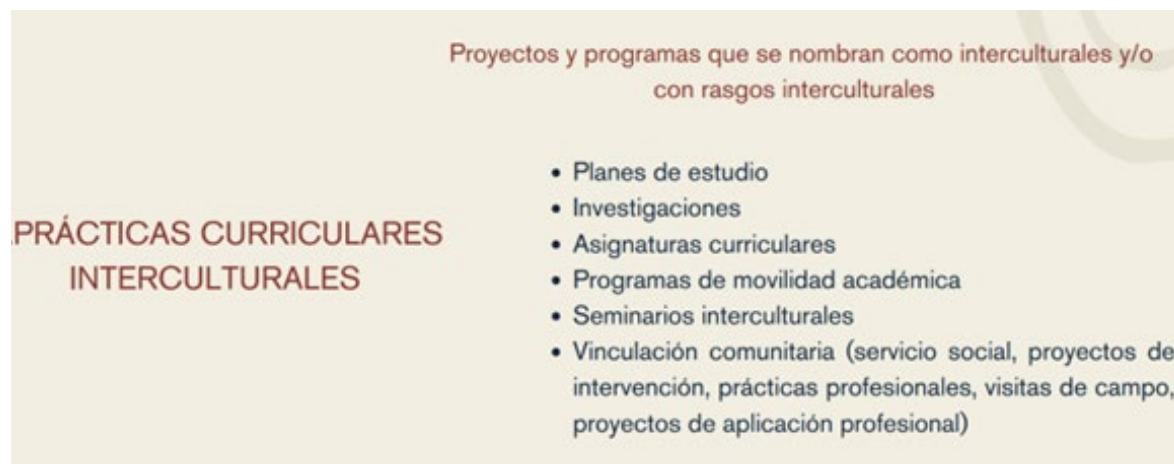 Proyectos y programas que se nombran como interculturales y/o
con rasgos interculturales
.PRÁCTICAS CURRICULARES
INTERCULTURALES
• Planes de estudio
• Investigaciones
• Asignaturas curriculares
• Programas de movilidad académica
• Seminarios interculturales
• Vinculación comunitaria (servicio social, proyectos de
intervención, prácticas profesionales, visitas de campo,
proyectos de aplicación profesional)